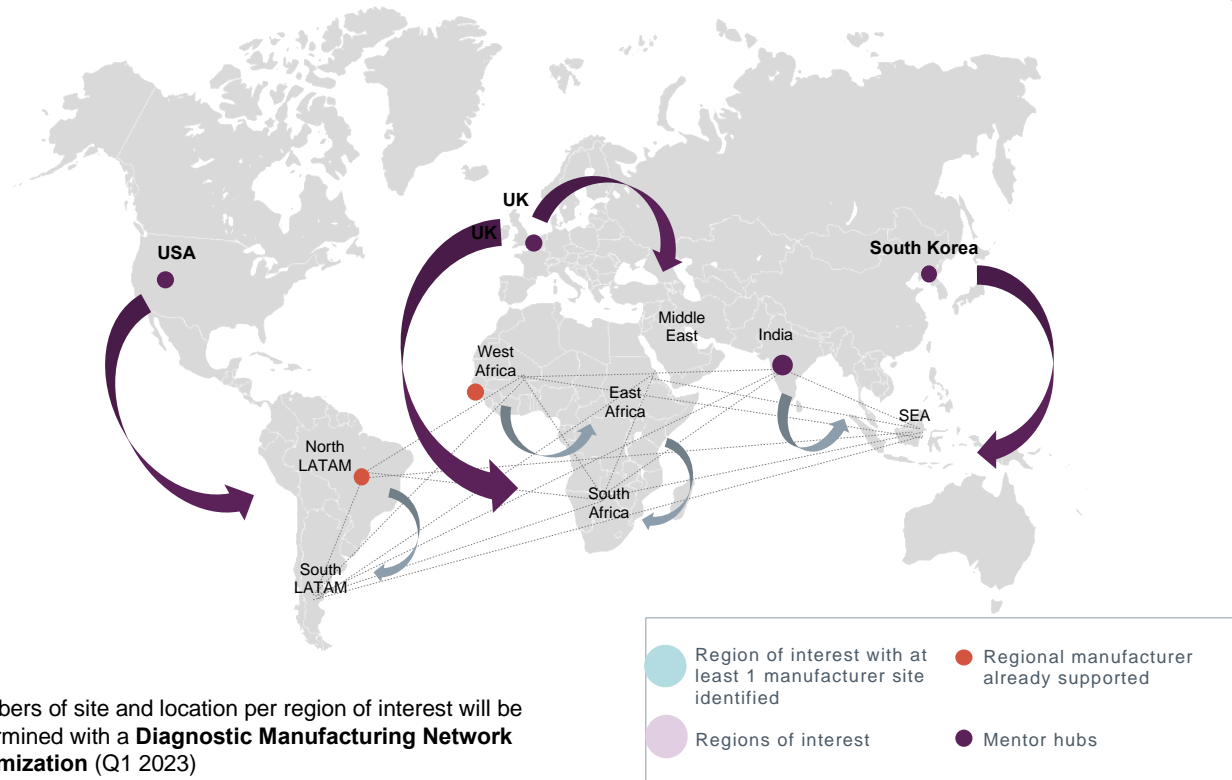 UK
UK
USA
South Korea
Middle
East
India
West
Africa
East
Africa
SEA
North
LATAM
South
Africa
South
LATAM
Region of interest with at
least 1 manufacturer site
identified
Regional manufacturer
already supported
Regions of interest
Mentor hubs
bers of site and location per region of interest will be
rmined with a Diagnostic Manufacturing Network
mization (Q1 2023)